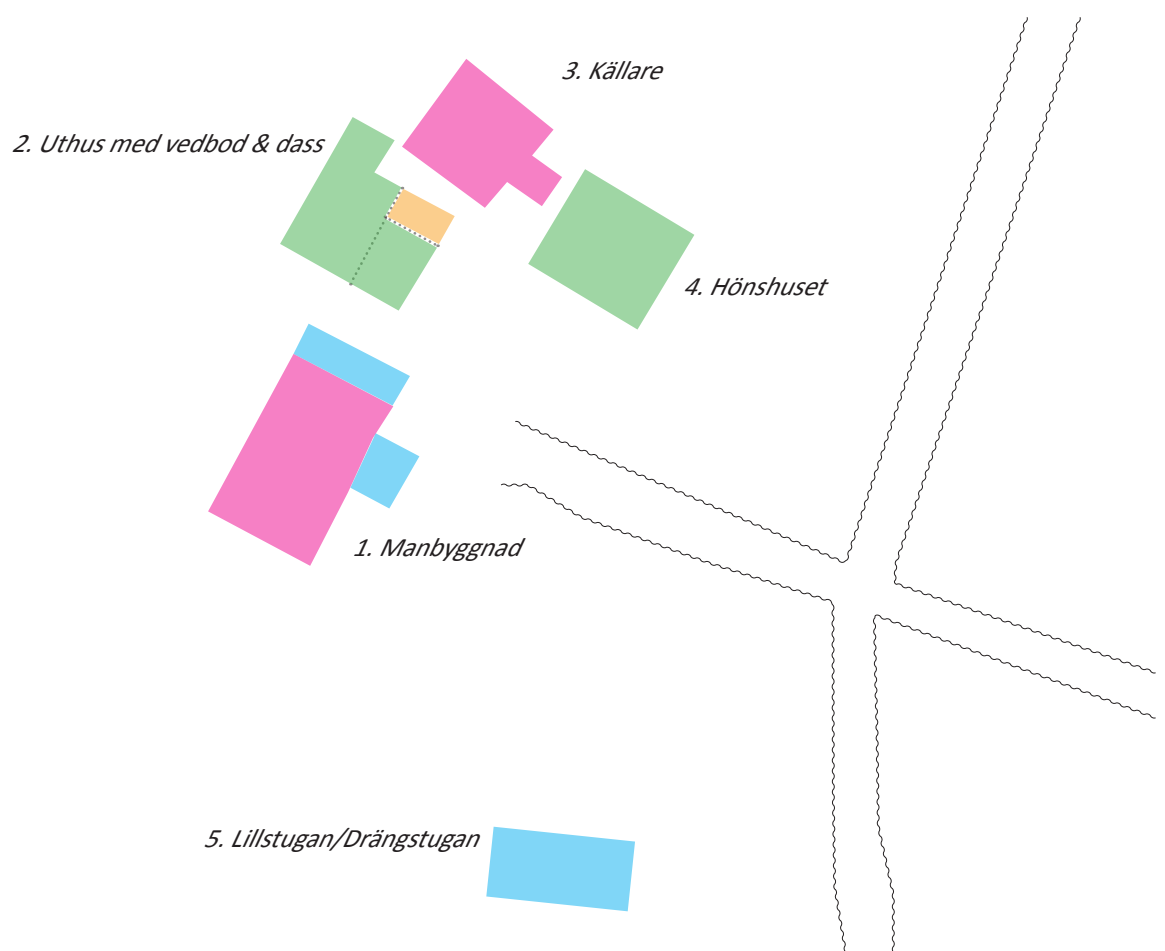 3. Källare
2. Uthus med vedbod & dass
4. Hönshuset
1. Manbyggnad
5. Lillstugan/Drängstugan